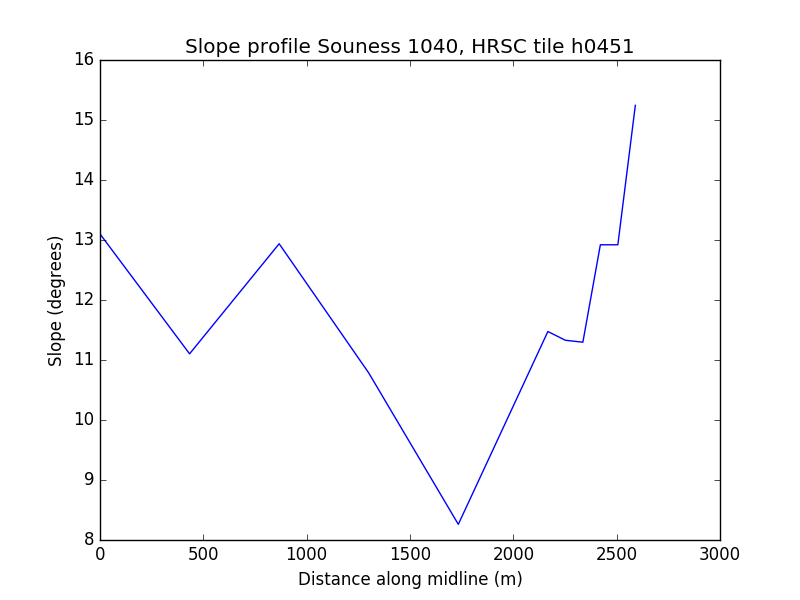 Slope profile Souness 1040, HRSC tile h0451
16
15
14
13
12
11
10
9
8
Slope (degrees)
0 500 1000 1500 2000 2500 3000
Distance along midline (m)